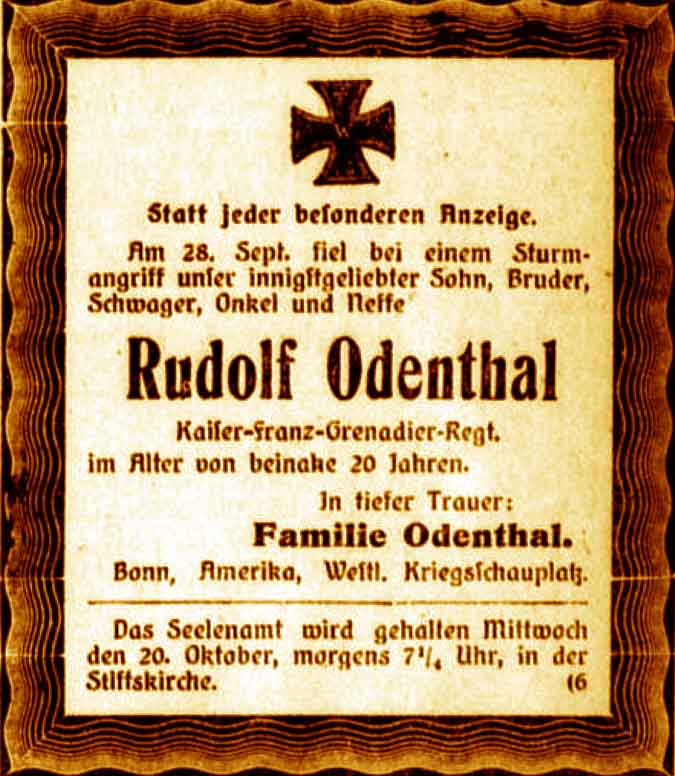 W
Statt jeder beſonderen Anzeige.
Am 28. Sept. fiel bei einem Sturm-
angriff unſer innigſtgeliebter Sohn, Bruder,
Schwager, Onkel und Neffe
Rudolf Odenthal
Kaiſer-Franz-Grenadier-Regt.
im Alter von beinahe 20 Jahren.
In tiefer Trauer:
Familie Odenthal.
Bonn, Amerika, Weſtl. Kriegsſchauplatz.
Das Seelenamt wird gehalten Mittwoch
den 20. Oktober, morgens 7¼ Uhr, in der
Stiftskirche. (6